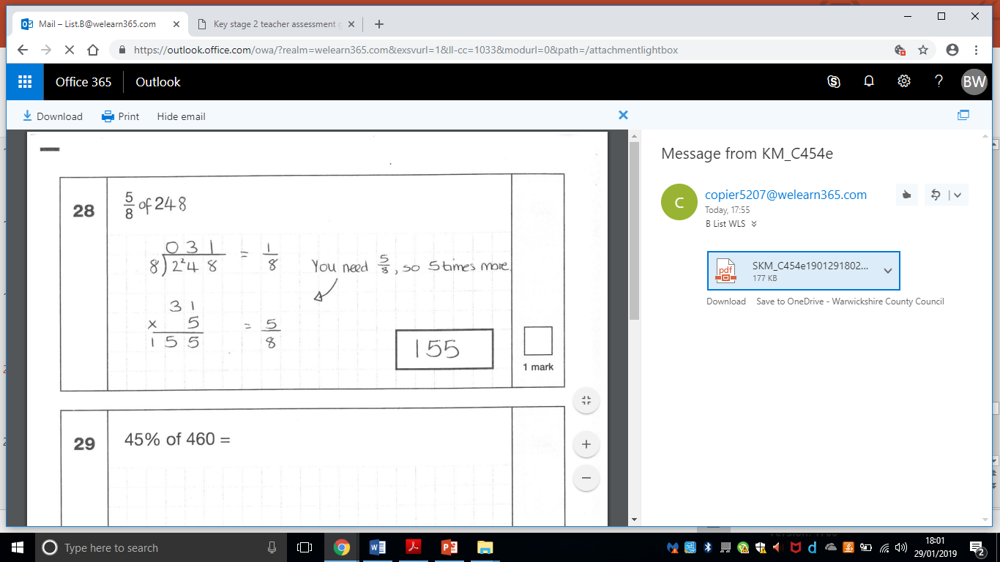 Mail – List.B@welearn365.com
Key stage 2 teacher assessment g
https://outlook.office.com/owa/?realm=welearn365.com&exsvurl=1&ll-cc=1033&modurl=0&path=/attachmentlightbox
Office 365
Outlook
BW
Download
Print
Hide email
28
5/8 of 248
0 3 1
8)2²4 8 = 1/8
You need 5/8, so 5 times more.
3 1
x 5 = 5/8
1 5 5
155
1 mark
29
45% of 460 =
Message from KM_C454e
C
copier5207@welearn365.com
Today, 17:55
B List WLS
pdf
SKM_C454e1901291802...
177 KB
Download
Save to OneDrive - Warwickshire County Council
Type here to search
18:01
29/01/2019
2